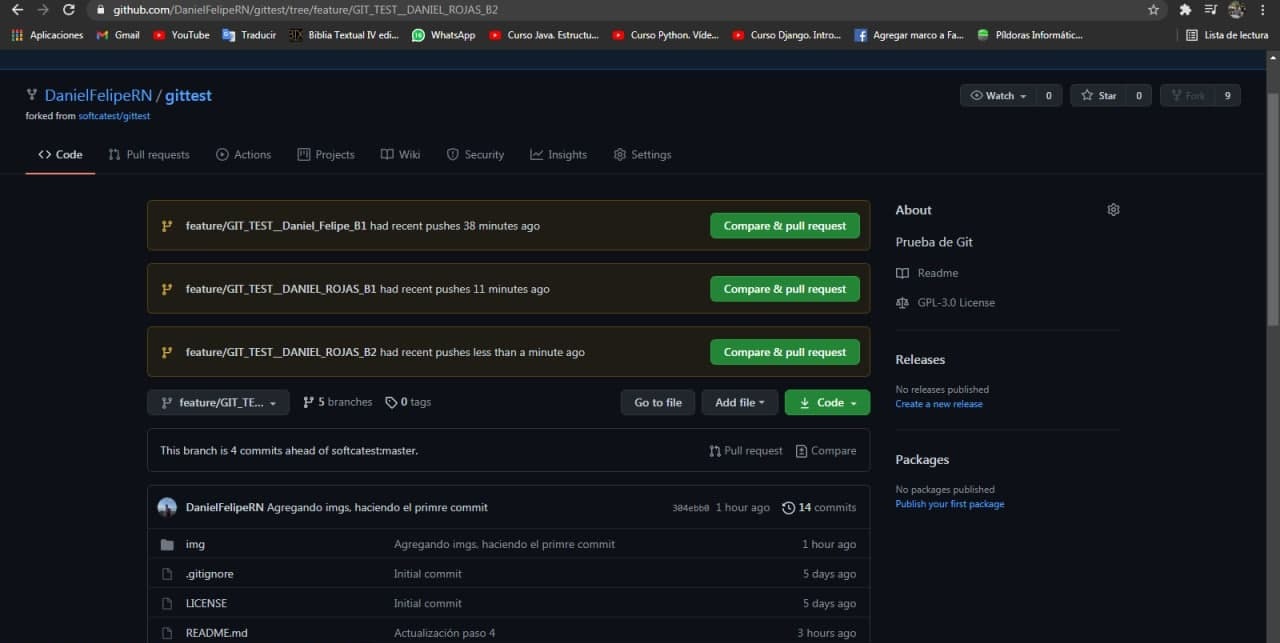 github.com/DanielFelipeRN/gittest/tree/feature/GIT_TEST__DANIEL_ROJAS_B2
Aplicaciones Gmail YouTube Traducir Biblia Textual IV edi... WhatsApp Curso Java. Estructu... Curso Python. Víde... Curso Django. Intro... Agregar marco a Fa... Píldoras Informátic... Lista de lectura
DanielFelipeRN / gittest
Watch 0 Star 0 Fork 9
forked from softcatest/gittest
Code Pull requests Actions Projects Wiki Security Insights Settings
feature/GIT_TEST__Daniel_Felipe_B1 had recent pushes 38 minutes ago Compare & pull request
feature/GIT_TEST__DANIEL_ROJAS_B1 had recent pushes 11 minutes ago Compare & pull request
feature/GIT_TEST__DANIEL_ROJAS_B2 had recent pushes less than a minute ago Compare & pull request
feature/GIT_TE... 5 branches 0 tags Go to file Add file Code
This branch is 4 commits ahead of softcatest:master. Pull request Compare
DanielFelipeRN Agregando imgs, haciendo el primre commit 304ebb0 1 hour ago 14 commits
img Agregando imgs, haciendo el primre commit 1 hour ago
.gitignore Initial commit 5 days ago
LICENSE Initial commit 5 days ago
README.md Actualización paso 4 3 hours ago
About
Prueba de Git
Readme
GPL-3.0 License
Releases
No releases published
Create a new release
Packages
No packages published
Publish your first package